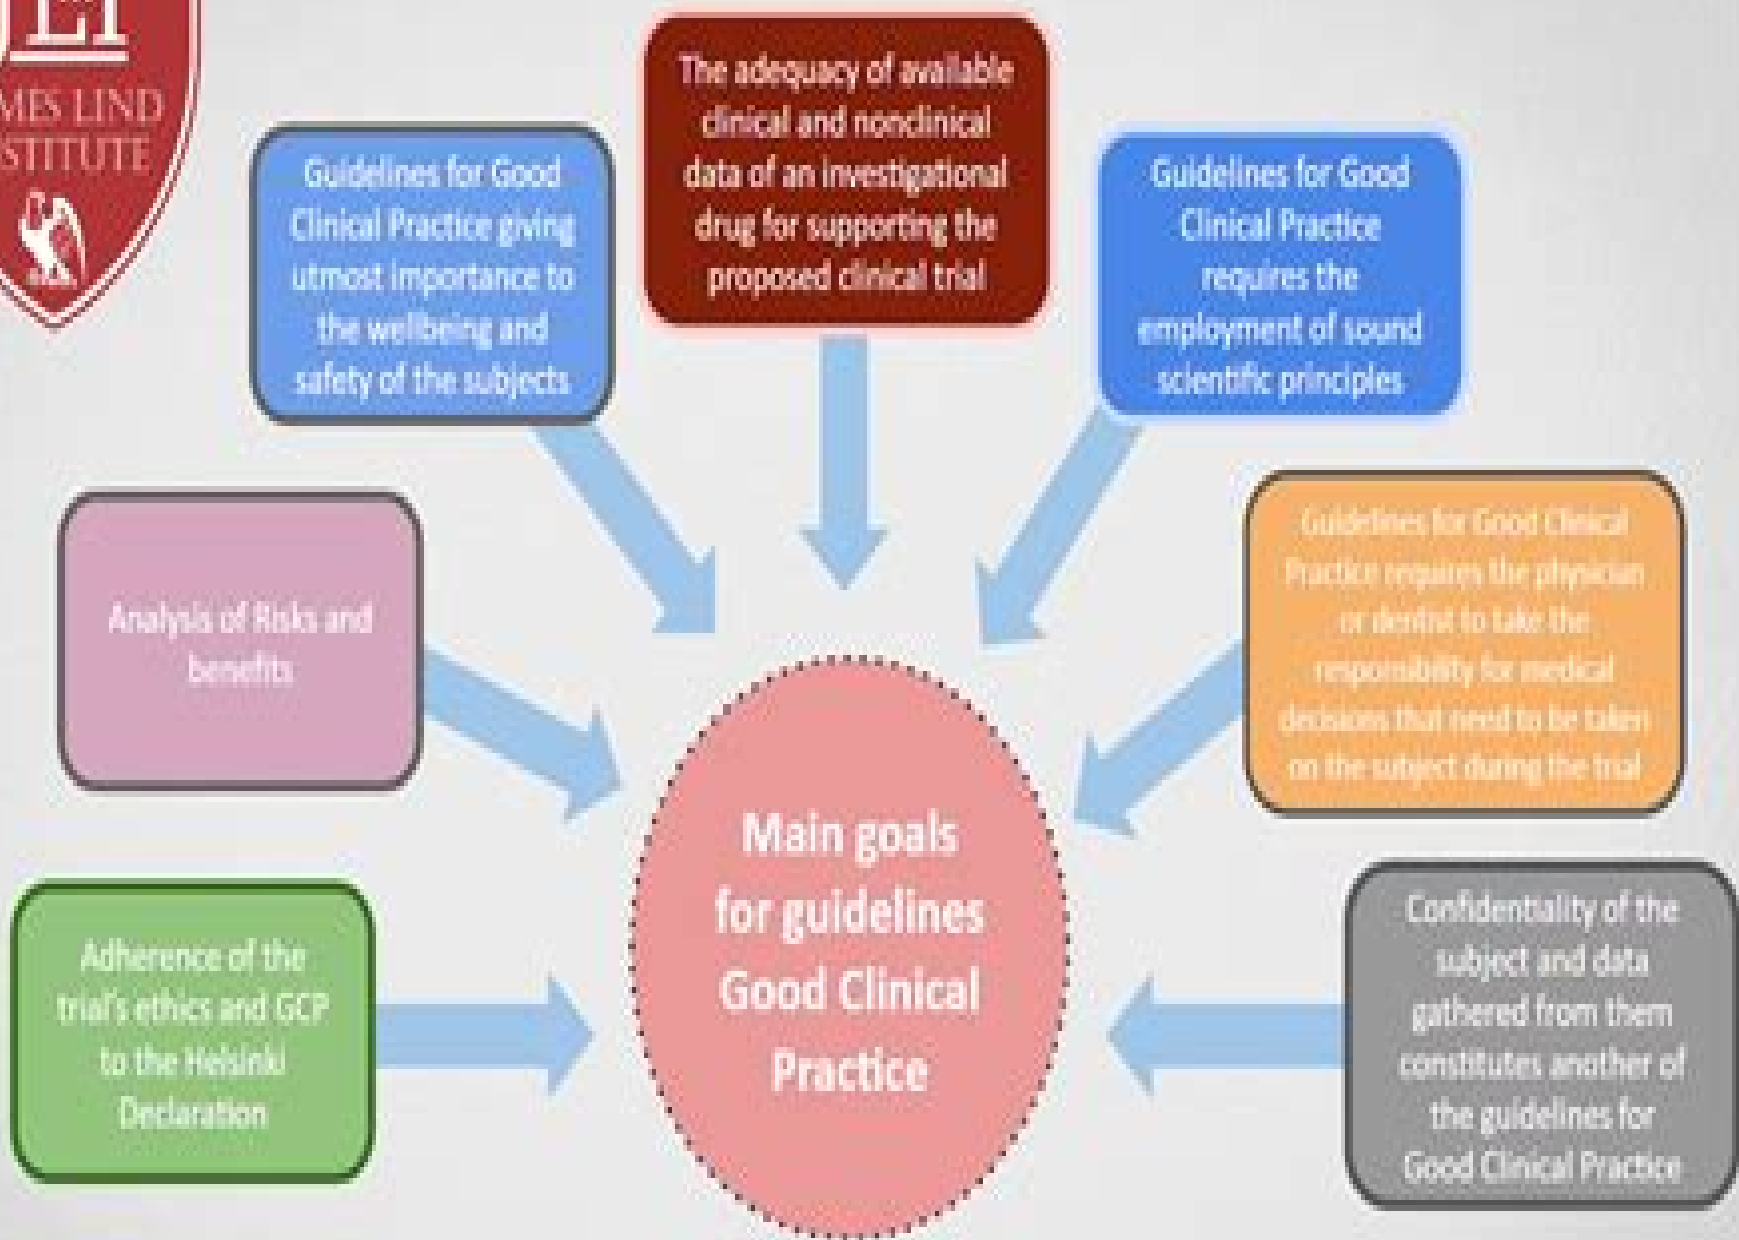 LI
MES LIND
STITUTE
The adequacy of available
clinical and nonclinical
data of an investigational
drug for supporting the
proposed clinical trial
Guidelines for Good
Clinical Practice giving
utmost importance to
the wellbeing and
safety of the subjects
Guidelines for Good
Clinical Practice
requires the
employment of sound
scientific principles
Analysis of Risks and
benefits
Guidelines for Good Clinical
Practice requires the physician
or dentist to take the
responsibility for medical
decisions that need to be taken
on the subject during the trial
Adherence of the
trial's ethics and GCP
to the Helsinki
Declaration
Main goals
for guidelines
Good Clinical
Practice
Confidentiality of the
subject and data
gathered from them
constitutes another of
the guidelines for
Good Clinical Practice